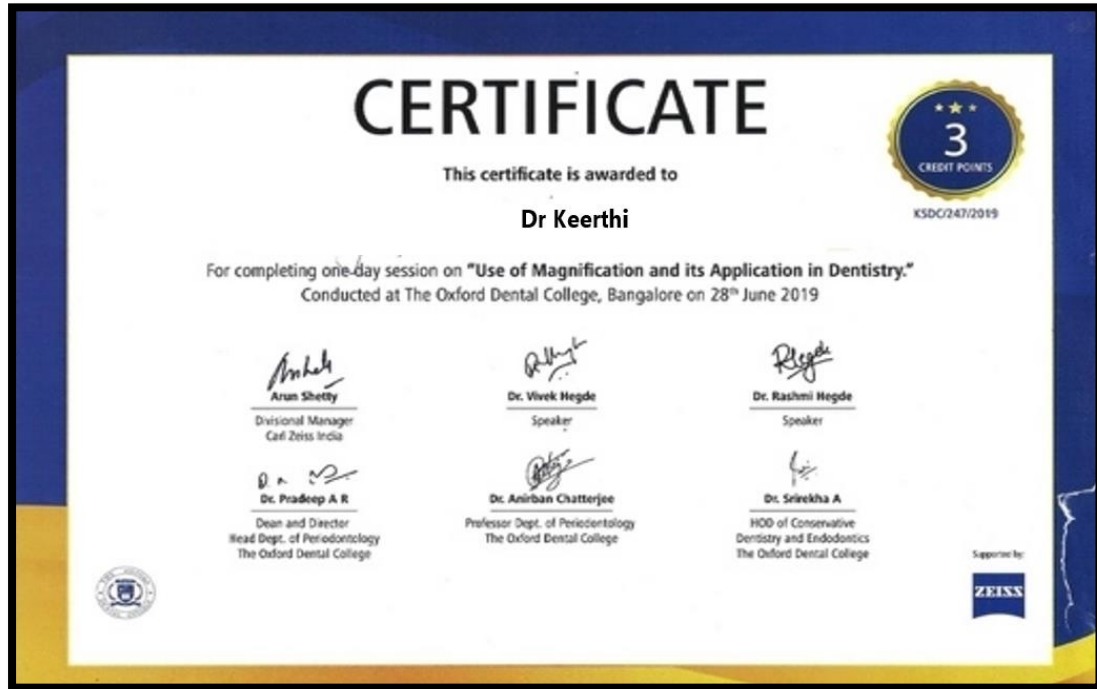 CERTIFICATE
3
CREDIT POINTS
KSDC/247/2019
This certificate is awarded to
Dr Keerthi
For completing one-day session on "Use of Magnification and its Application in Dentistry."
Conducted at The Oxford Dental College, Bangalore on 28th June 2019
Arun Shetty
Divisional Manager
Carl Zeiss India
Dr. Vivek Hegde
Speaker
Dr. Rashmi Hegde
Speaker
Dr. Pradeep A R
Dean and Director
Head Dept. of Periodontology
The Oxford Dental College
Dr. Anirban Chatterjee
Professor Dept. of Periodontology
The Oxford Dental College
Dr. Srirekha A
HOD of Conservative
Dentistry and Endodontics
The Oxford Dental College
Supported by:
ZEISS